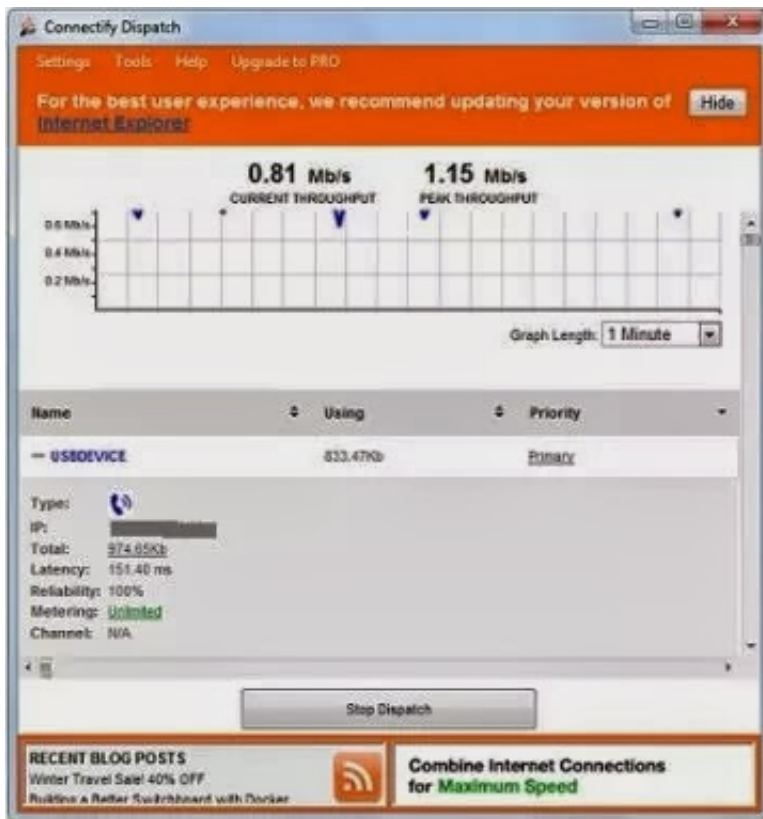 Connectify Dispatch
Settings Tools Help Upgrade to PRO
For the best user experience, we recommend updating your version of
Internet Explorer
Hide
0.81 Mb/s 1.15 Mb/s
CURRENT THROUGHPUT PEAK THROUGHPUT
0.6 Mb/s
0.4 Mb/s
0.2 Mb/s
Graph Length: 1 Minute
Name Using Priority
USBDEVICE 833.47Kb Primary
Type:
IP:
Total: 974.65Kb
Latency: 151.40 ms
Reliability: 100%
Metering: Unlimited
Channel: N/A
Stop Dispatch
RECENT BLOG POSTS
Winter Travel Sale! 40% OFF
Building a Better Switchboard with Docker
Combine Internet Connections
for Maximum Speed